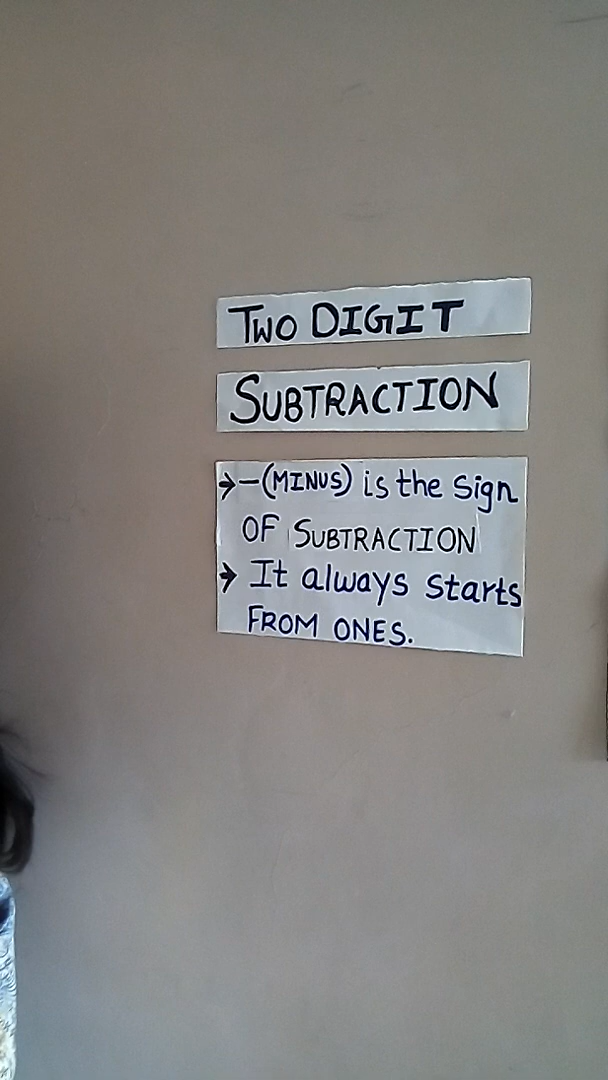 TWO DIGIT
SUBTRACTION
→ - (MINUS) is the sign
OF SUBTRACTION
→ It always starts
FROM ONES.